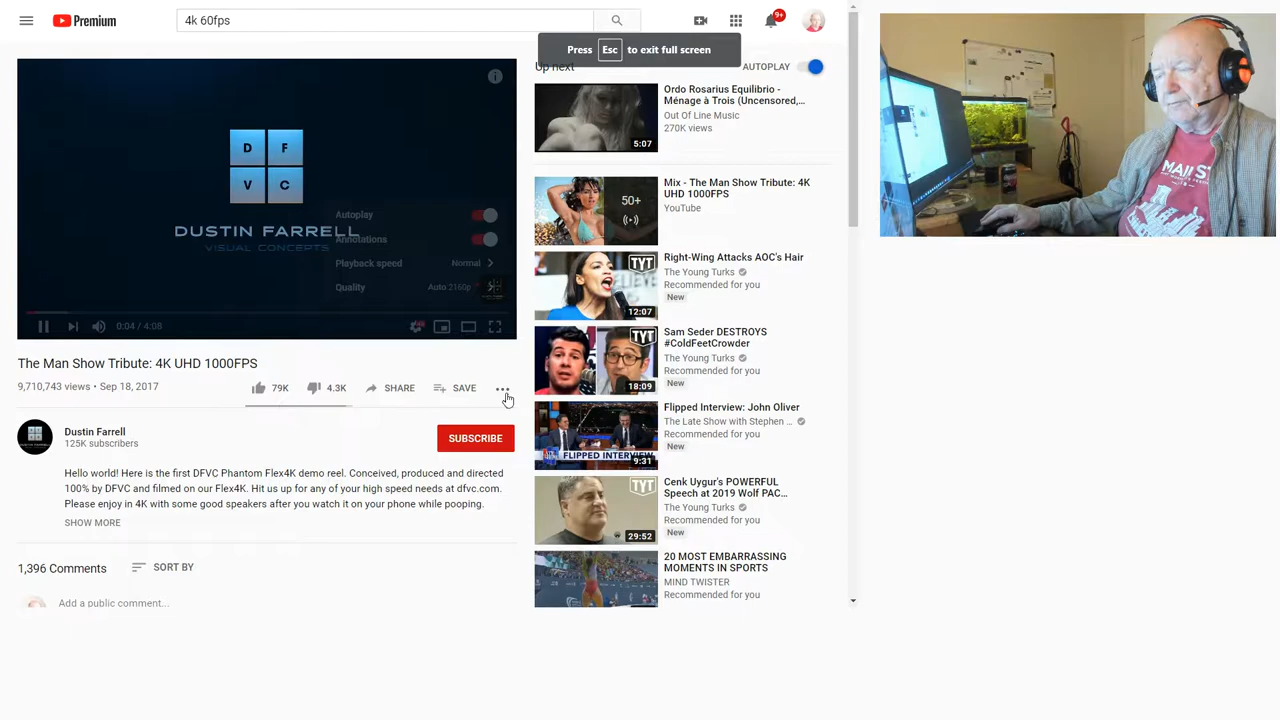 Premium
4k 60fps
9+
Press Esc to exit full screen
Up next
AUTOPLAY
D F
V C
DUSTIN FARRELL
VISUAL CONCEPTS
Autoplay
Annotations
Playback speed
Normal
Quality
Auto 2160p
0:04 / 4:08
The Man Show Tribute: 4K UHD 1000FPS
9,710,743 views • Sep 18, 2017
79K
4.3K
SHARE
SAVE
Dustin Farrell
125K subscribers
SUBSCRIBE
Hello world! Here is the first DFVC Phantom Flex4K demo reel. Conceived, produced and directed
100% by DFVC and filmed on our Flex4K. Hit us up for any of your high speed needs at dfvc.com.
Please enjoy in 4K with some good speakers after you watch it on your phone while pooping.
SHOW MORE
1,396 Comments
SORT BY
Add a public comment...
5:07
Ordo Rosarius Equilibrio -
Ménage à Trois (Uncensored,...
Out Of Line Music
270K views
50+
Mix - The Man Show Tribute: 4K
UHD 1000FPS
YouTube
TYT
12:07
Right-Wing Attacks AOC's Hair
The Young Turks
Recommended for you
New
TYT
18:09
Sam Seder DESTROYS
#ColdFeetCrowder
The Young Turks
Recommended for you
New
FLIPPED INTERVIEW
9:31
Flipped Interview: John Oliver
The Late Show with Stephen ...
Recommended for you
New
TYT
29:52
Cenk Uygur's POWERFUL
Speech at 2019 Wolf PAC...
The Young Turks
Recommended for you
New
20 MOST EMBARRASSING
MOMENTS IN SPORTS
MIND TWISTER
Recommended for you
MAIN ST